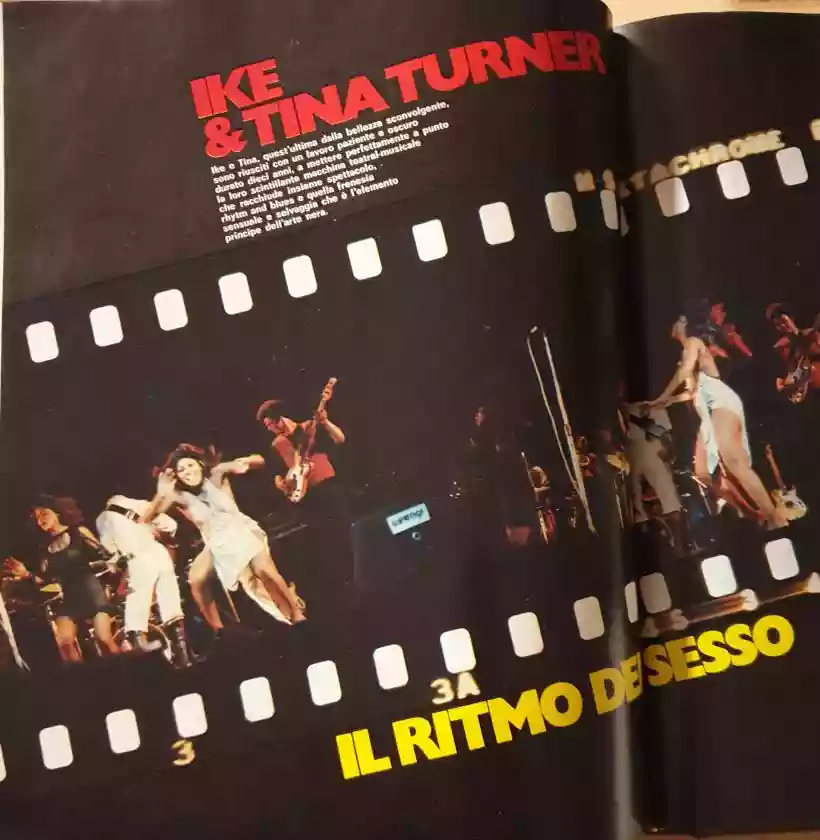 IKE
& TINA TURNER
Ike e Tina, quest'ultima dalla bellezza sconvolgente,
sono riusciti con un lavoro paziente e oscuro
durato dieci anni, a mettere perfettamente a punto
la loro scintillante macchina teatral-musicale
che racchiude insieme spettacolo,
rhytm and blues e quella frenesia
sensuale e selvaggia che è l'elemento
principe dell'arte nera.
3A
3
IL RITMO DEL SESSO